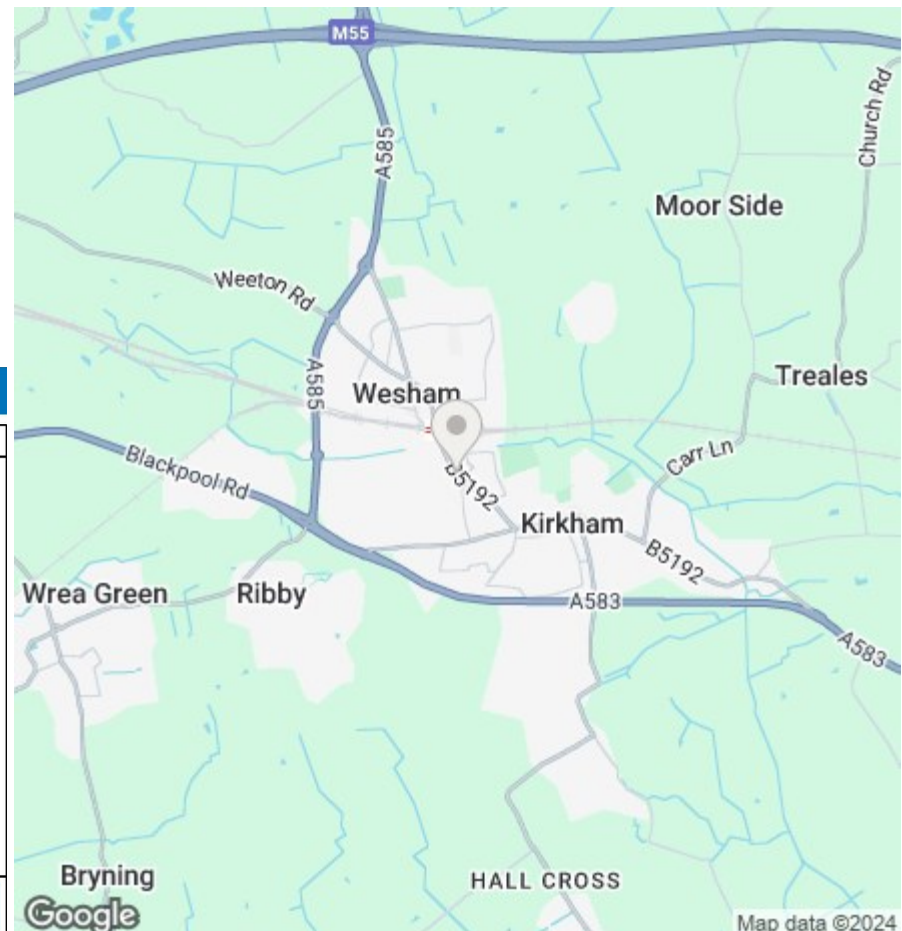 M55
A585
Church Rd
Moor Side
Weeton Rd
A585
Wesham
Treales
Blackpool Rd
B5192
Carr Ln
Kirkham
B5192
Wrea Green
Ribby
A583
A583
Bryning
HALL CROSS
Google
Map data ©2024